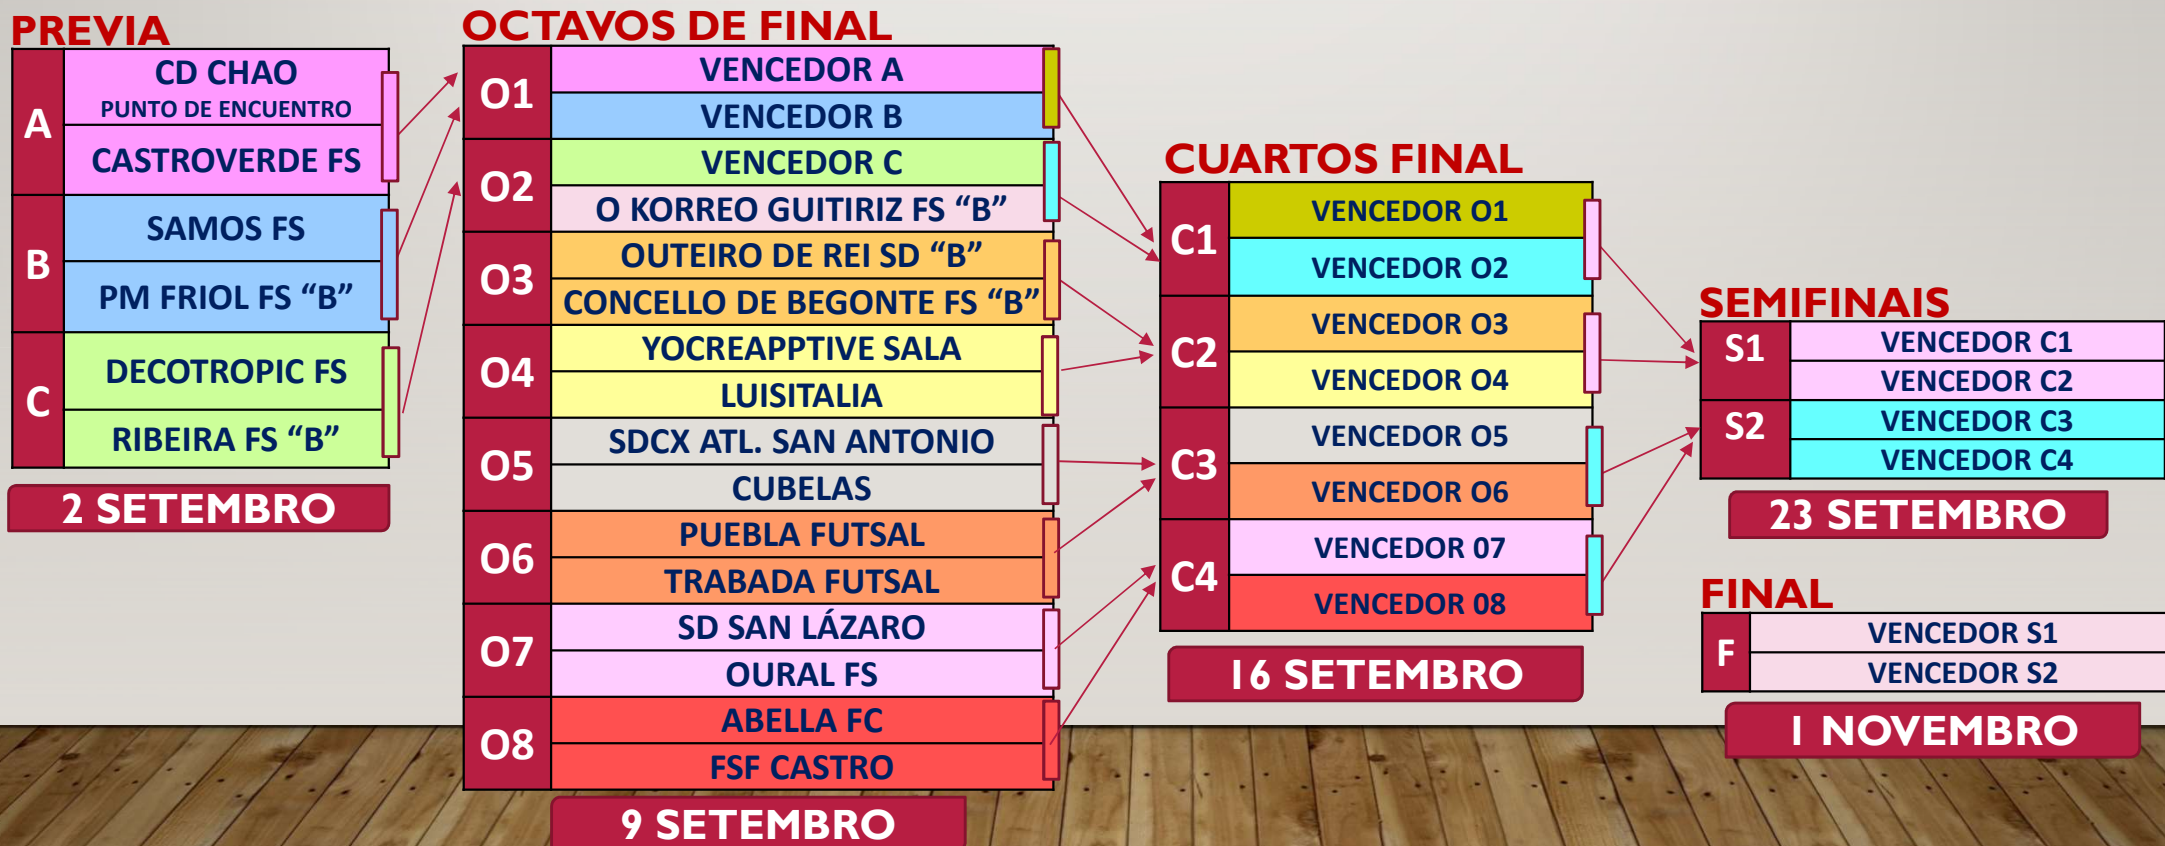 PREVIA
A
CD CHAO
PUNTO DE ENCUENTRO
CASTROVERDE FS
B
SAMOS FS
PM FRIOL FS “B”
C
DECOTROPIC FS
RIBEIRA FS “B”
2 SETEMBRO
OCTAVOS DE FINAL
O1
VENCEDOR A
VENCEDOR B
O2
VENCEDOR C
O KORREO GUITIRIZ FS “B”
O3
OUTEIRO DE REI SD “B”
CONCELLO DE BEGONTE FS “B”
O4
YOCREAPPTIVE SALA
LUISITALIA
O5
SDCX ATL. SAN ANTONIO
CUBELAS
O6
PUEBLA FUTSAL
TRABADA FUTSAL
O7
SD SAN LÁZARO
OURAL FS
O8
ABELLA FC
FSF CASTRO
9 SETEMBRO
CUARTOS FINAL
C1
VENCEDOR O1
VENCEDOR O2
C2
VENCEDOR O3
VENCEDOR O4
C3
VENCEDOR O5
VENCEDOR O6
C4
VENCEDOR 07
VENCEDOR 08
16 SETEMBRO
SEMIFINAIS
S1
VENCEDOR C1
VENCEDOR C2
S2
VENCEDOR C3
VENCEDOR C4
23 SETEMBRO
FINAL
F
VENCEDOR S1
VENCEDOR S2
1 NOVEMBRO